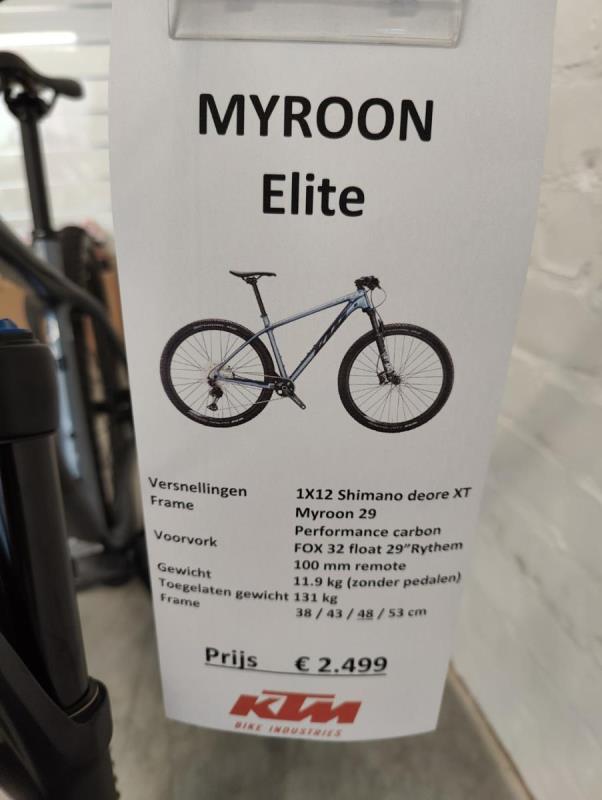 MYROON
Elite
Versnellingen 1X12 Shimano deore XT
Frame Myroon 29
Performance carbon
Voorvork FOX 32 float 29”Rythem
100 mm remote
Gewicht 11.9 kg (zonder pedalen)
Toegelaten gewicht 131 kg
Frame 38 / 43 / 48 / 53 cm
Prijs € 2.499
KTM
BIKE INDUSTRIES